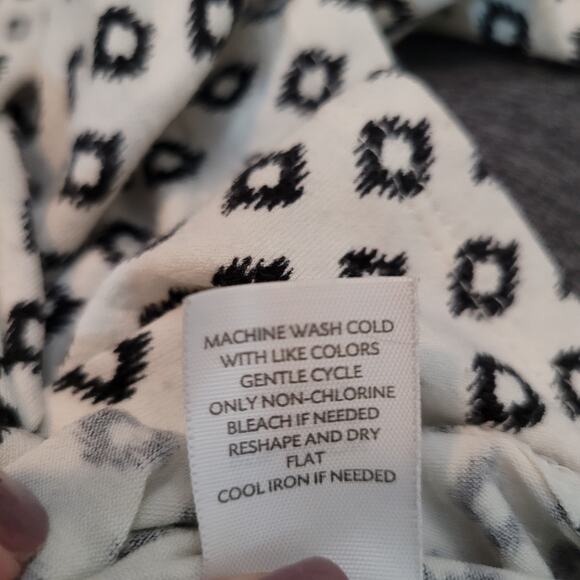 MACHINE WASH COLD
WITH LIKE COLORS
GENTLE CYCLE
ONLY NON-CHLORINE
BLEACH IF NEEDED
RESHAPE AND DRY
FLAT
COOL IRON IF NEEDED